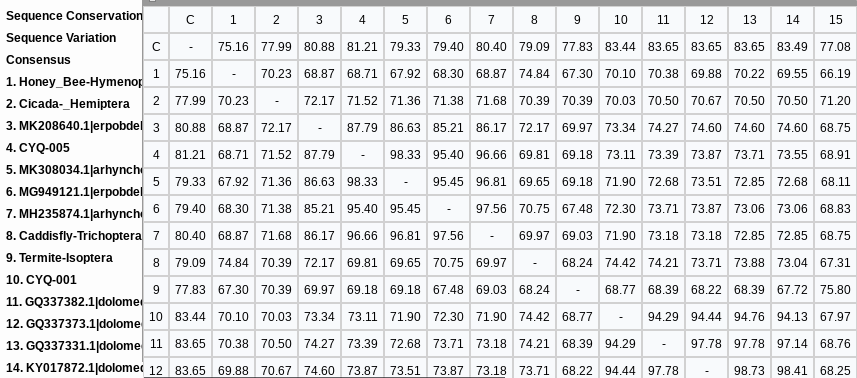 Sequence Conservation
Sequence Variation
Consensus
1. Honey_Bee-Hymenop
2. Cicada-_Hemiptera
3. MK208640.1|erpobdel
4. CYQ-005
5. MK308034.1|arhynche
6. MG949121.1|erpobdel
7. MH235874.1|arhynche
8. Caddisfly-Trichoptera
9. Termite-Isoptera
10. CYQ-001
11. GQ337382.1|dolomed
12. GQ337373.1|dolomed
13. GQ337331.1|dolomed
14. KY017872.1|dolomed
C 1 2 3 4 5 6 7 8 9 10 11 12 13 14 15
C - 75.16 77.99 80.88 81.21 79.33 79.40 80.40 79.09 77.83 83.44 83.65 83.65 83.65 83.49 77.08
1 75.16 - 70.23 68.87 68.71 67.92 68.30 68.87 74.84 67.30 70.10 70.38 69.88 70.22 69.55 66.19
2 77.99 70.23 - 72.17 71.52 71.36 71.38 71.68 70.39 70.39 70.03 70.50 70.67 70.50 70.50 71.20
3 80.88 68.87 72.17 - 87.79 86.63 85.21 86.17 72.17 69.97 73.34 74.27 74.60 74.60 74.60 68.75
4 81.21 68.71 71.52 87.79 - 98.33 95.40 96.66 69.81 69.18 73.11 73.39 73.87 73.71 73.55 68.91
5 79.33 67.92 71.36 86.63 98.33 - 95.45 96.81 69.65 69.18 71.90 72.68 73.51 72.85 72.68 68.11
6 79.40 68.30 71.38 85.21 95.40 95.45 - 97.56 70.75 67.48 72.30 73.71 73.87 73.06 73.06 68.83
7 80.40 68.87 71.68 86.17 96.66 96.81 97.56 - 69.97 69.03 71.90 73.18 73.18 72.85 72.85 68.75
8 79.09 74.84 70.39 72.17 69.81 69.65 70.75 69.97 - 68.24 74.42 74.21 73.71 73.88 73.04 67.31
9 77.83 67.30 70.39 69.97 69.18 69.18 67.48 69.03 68.24 - 68.77 68.39 68.22 68.39 67.72 75.80
10 83.44 70.10 70.03 73.34 73.11 71.90 72.30 71.90 74.42 68.77 - 94.29 94.44 94.76 94.13 67.97
11 83.65 70.38 70.50 74.27 73.39 72.68 73.71 73.18 74.21 68.39 94.29 - 97.78 97.78 97.14 68.76
12 83.65 69.88 70.67 74.60 73.87 73.51 73.87 73.18 73.71 68.22 94.44 97.78 - 98.73 98.41 68.25